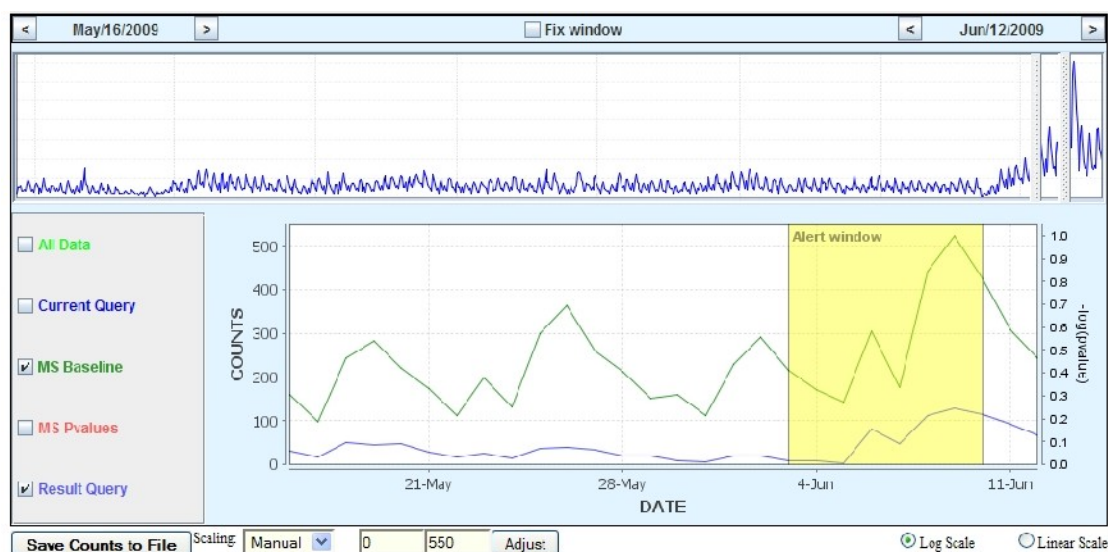 < May/16/2009 > Fix window < Jun/12/2009 >
All Data
Current Query
MS Baseline
MS Pvalues
Result Query
COUNTS
500
400
300
200
100
0
Alert window
1.0
0.9
0.8
0.7
0.6
0.5
0.4
0.3
0.2
0.1
0.0
-log(pvalue)
21-May 28-May 4-Jun 11-Jun
DATE
Save Counts to File Scaling: Manual 0 550 Adjust Log Scale Linear Scale